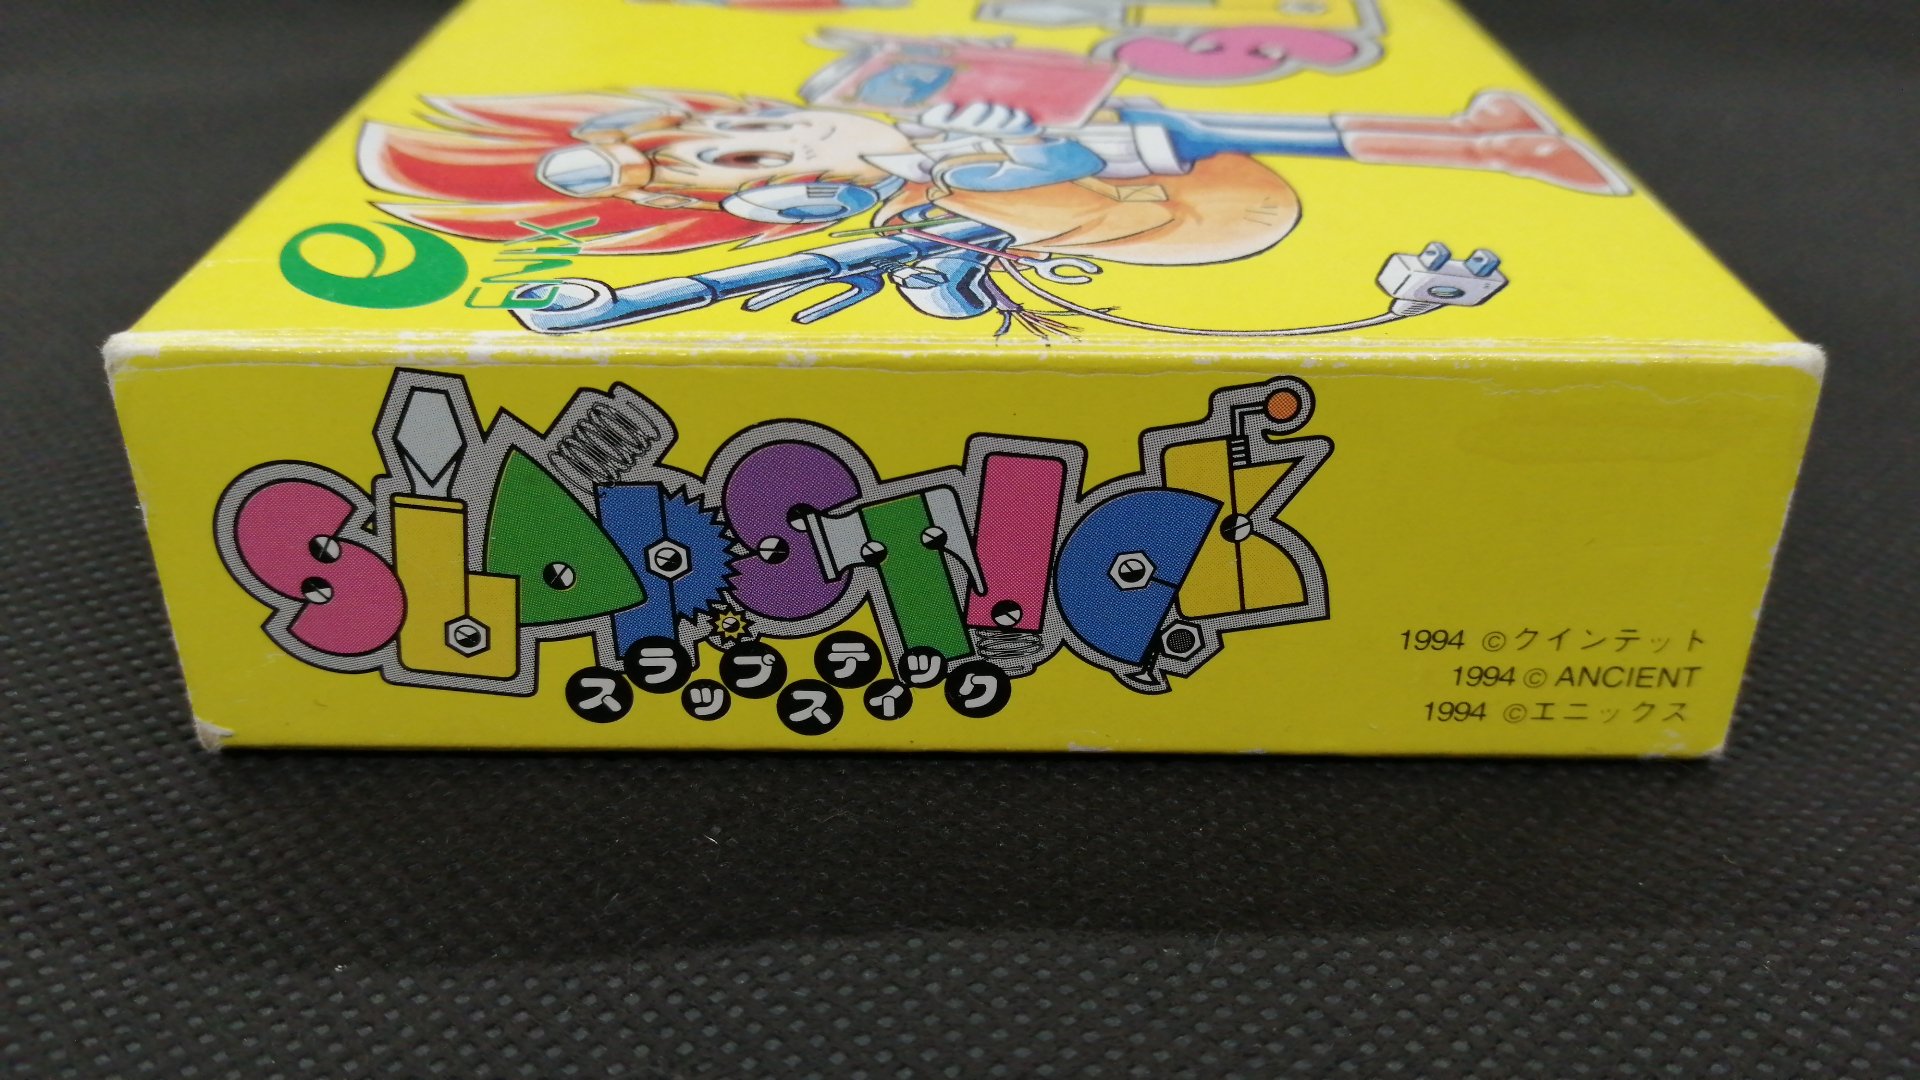 ENIX
SLAPSTICK
スラップスティック
1994 ©クインテット
1994 © ANCIENT
1994 ©エニックス